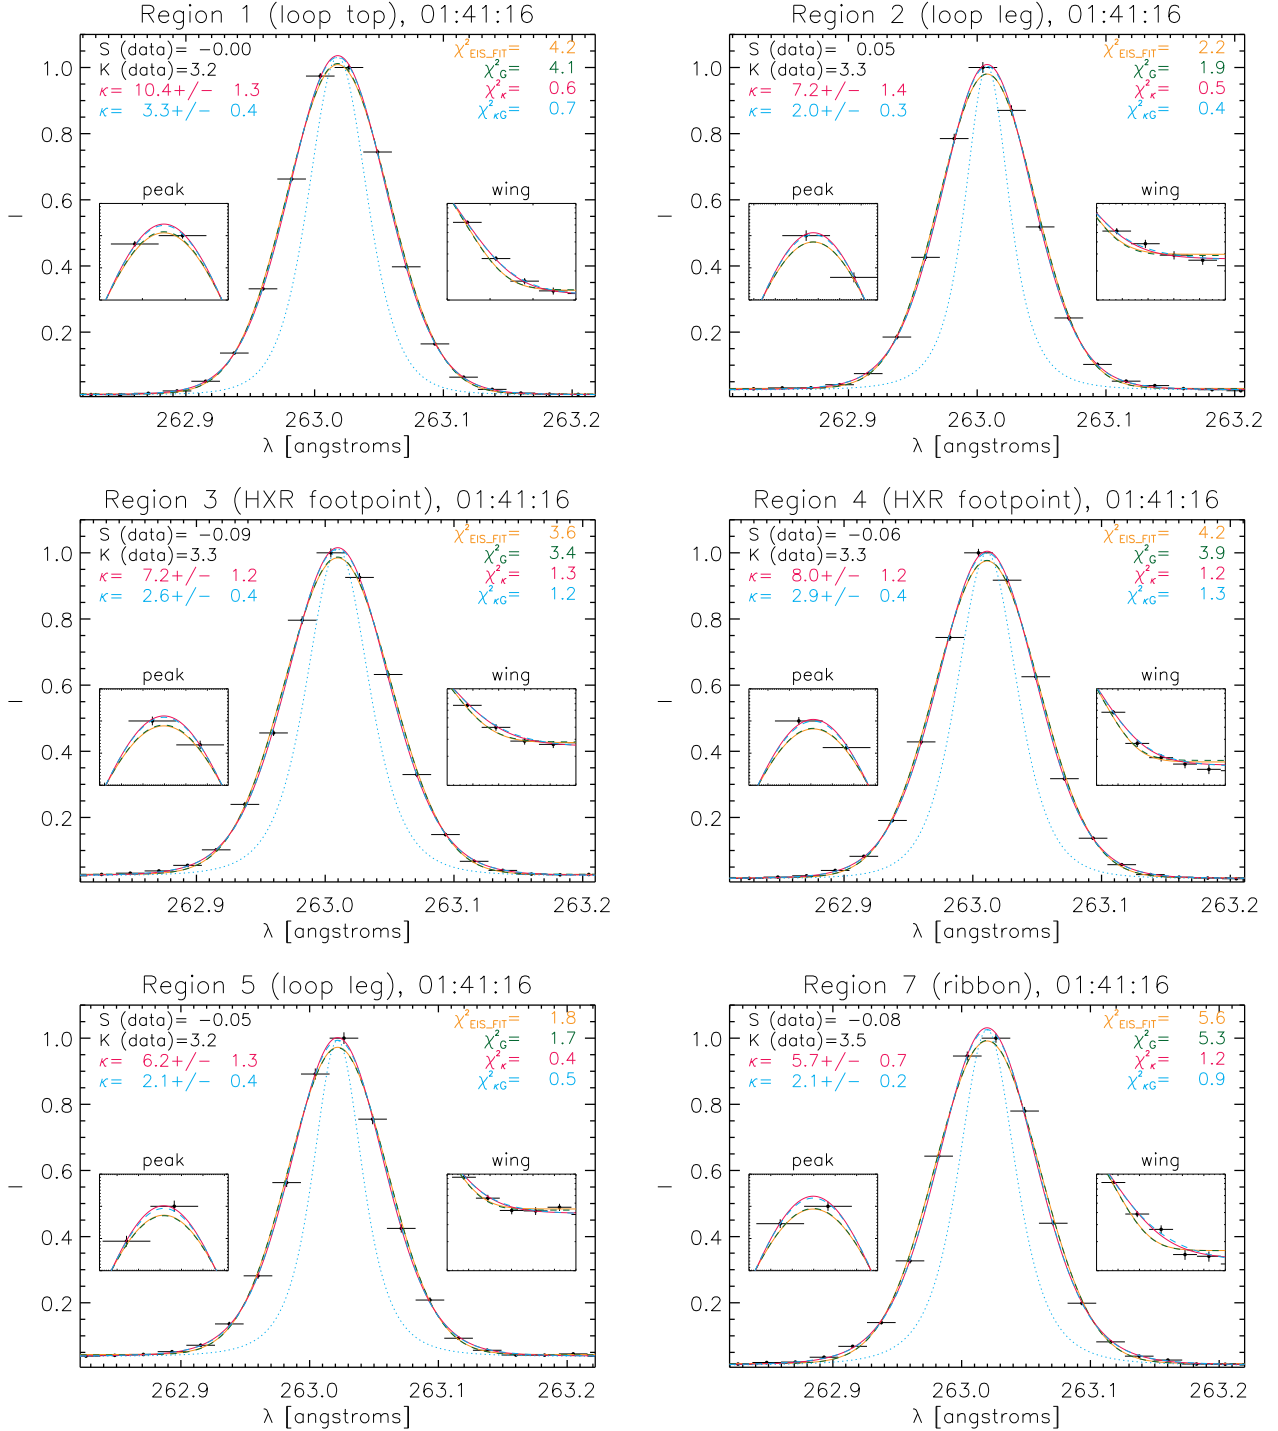 Region 1 (loop top), 01:41:16
S (data)= −0.00
K (data)=3.2
κ= 10.4+/− 1.3
κ= 3.3+/− 0.4
χ²EIS_FIT= 4.2
χ²G= 4.1
χ²κ= 0.6
χ²κG= 0.7
peak
wing
I
1.0
0.8
0.6
0.4
0.2
262.9 263.0 263.1 263.2
λ [angstroms]
Region 2 (loop leg), 01:41:16
S (data)= 0.05
K (data)=3.3
κ= 7.2+/− 1.4
κ= 2.0+/− 0.3
χ²EIS_FIT= 2.2
χ²G= 1.9
χ²κ= 0.5
χ²κG= 0.4
peak
wing
I
1.0
0.8
0.6
0.4
0.2
262.9 263.0 263.1 263.2
λ [angstroms]
Region 3 (HXR footpoint), 01:41:16
S (data)= −0.09
K (data)=3.3
κ= 7.2+/− 1.2
κ= 2.6+/− 0.4
χ²EIS_FIT= 3.6
χ²G= 3.4
χ²κ= 1.3
χ²κG= 1.2
peak
wing
I
1.0
0.8
0.6
0.4
0.2
262.9 263.0 263.1 263.2
λ [angstroms]
Region 4 (HXR footpoint), 01:41:16
S (data)= −0.06
K (data)=3.3
κ= 8.0+/− 1.2
κ= 2.9+/− 0.4
χ²EIS_FIT= 4.2
χ²G= 3.9
χ²κ= 1.2
χ²κG= 1.3
peak
wing
I
1.0
0.8
0.6
0.4
0.2
262.9 263.0 263.1 263.2
λ [angstroms]
Region 5 (loop leg), 01:41:16
S (data)= −0.05
K (data)=3.2
κ= 6.2+/− 1.3
κ= 2.1+/− 0.4
χ²EIS_FIT= 1.8
χ²G= 1.7
χ²κ= 0.4
χ²κG= 0.5
peak
wing
I
1.0
0.8
0.6
0.4
0.2
262.9 263.0 263.1 263.2
λ [angstroms]
Region 7 (ribbon), 01:41:16
S (data)= −0.08
K (data)=3.5
κ= 5.7+/− 0.7
κ= 2.1+/− 0.2
χ²EIS_FIT= 5.6
χ²G= 5.3
χ²κ= 1.2
χ²κG= 0.9
peak
wing
I
1.0
0.8
0.6
0.4
0.2
262.9 263.0 263.1 263.2
λ [angstroms]